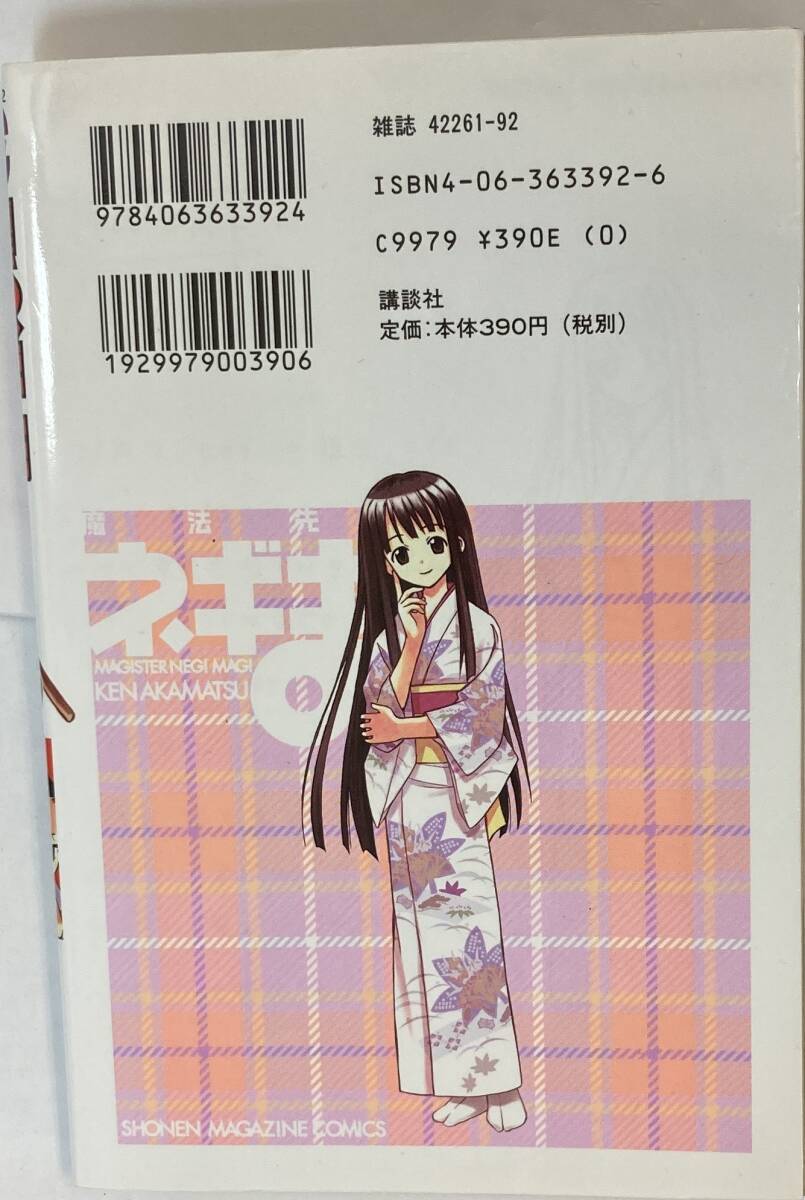 雑誌 42261-92
ISBN4-06-363392-6
9784063633924
C9979 ¥390E (0)
講談社
1929979003906
定価:本体390円(税別)
魔法先
ネギま
MAGISTER NEGI MAGI
KEN AKAMATSU
SHONEN MAGAZINE COMICS